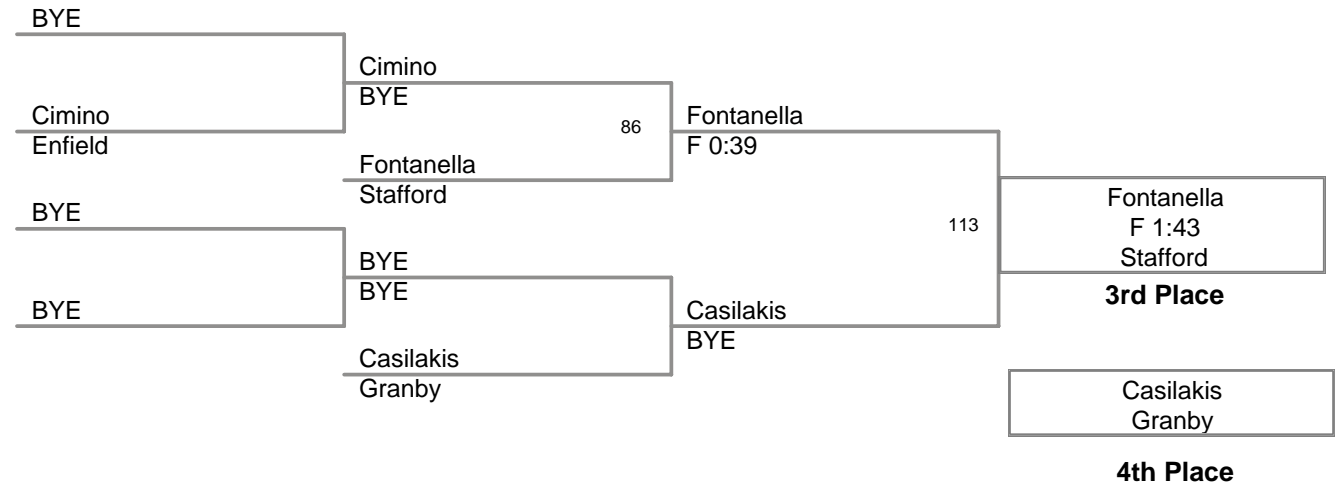 BYE
Cimino
BYE
Cimino
Enfield
86
Fontanella
F 0:39
Fontanella
Stafford
BYE
113
Fontanella
F 1:43
Stafford
3rd Place
BYE
BYE
BYE
Casilakis
BYE
Casilakis
Granby
Casilakis
Granby
4th Place